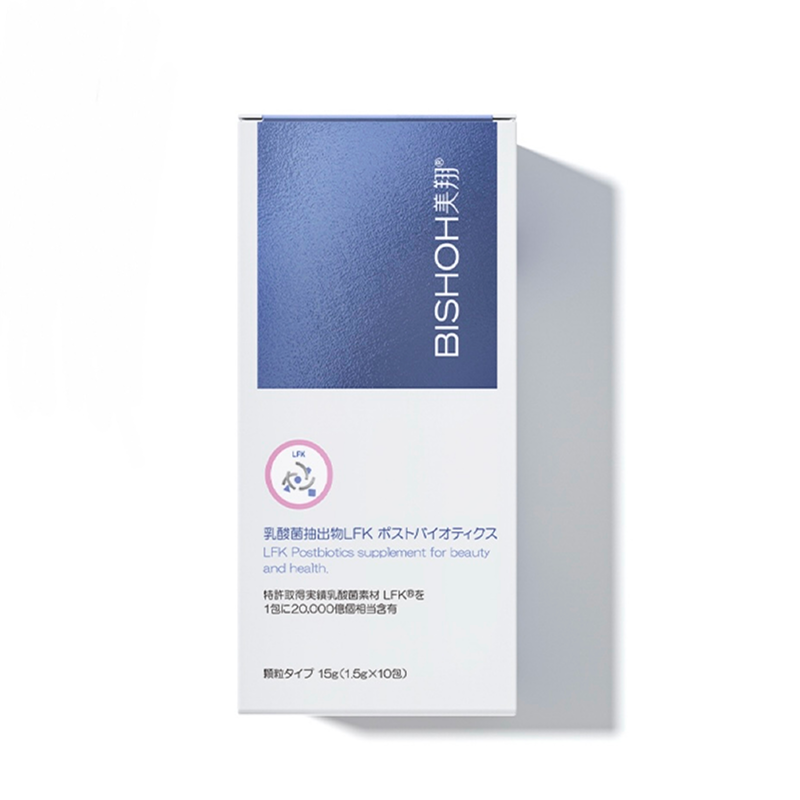 BISHOH美翔®
LFK
乳酸菌抽出物LFK ポストバイオティクス
LFK Postbiotics supplement for beauty
and health.
特許取得実績乳酸菌素材 LFK®を
1包に20,000億個相当含有
顆粒タイプ 15g(1.5g×10包)